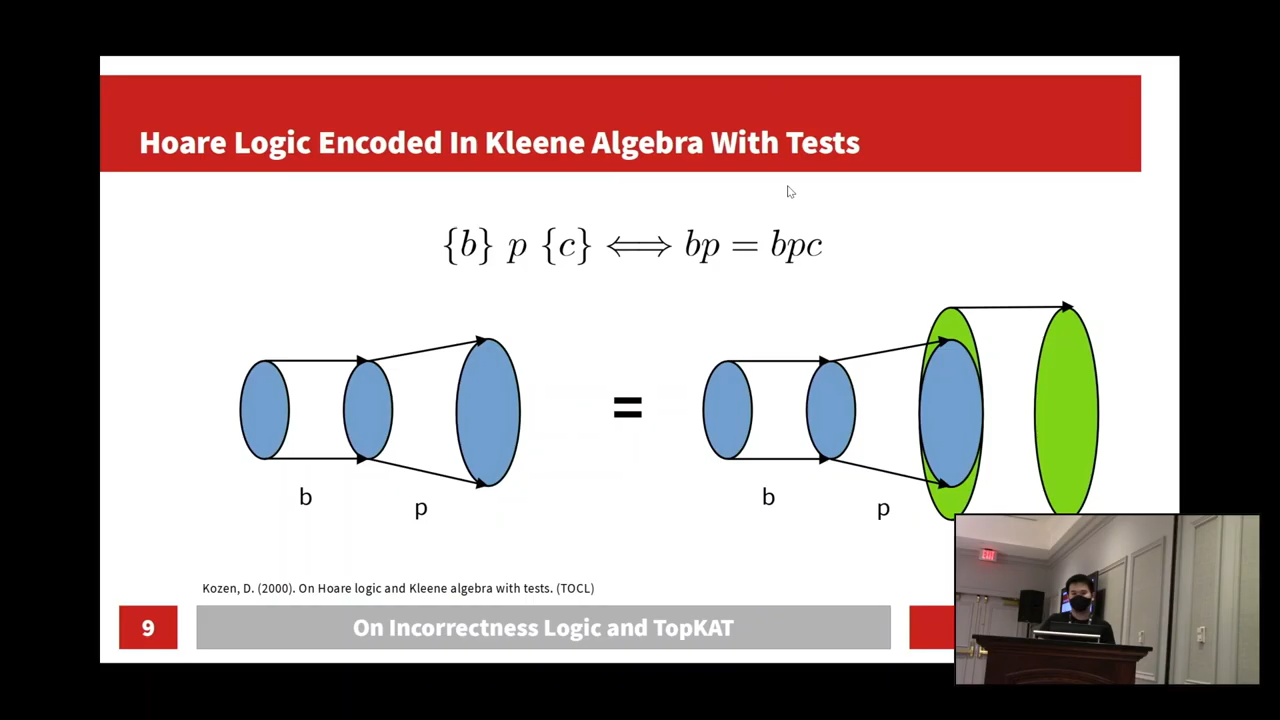 Hoare Logic Encoded In Kleene Algebra With Tests
{b} p {c} ⟺ bp = bpc
=
b
p
b
p
Kozen, D. (2000). On Hoare logic and Kleene algebra with tests. (TOCL)
9
On Incorrectness Logic and TopKAT